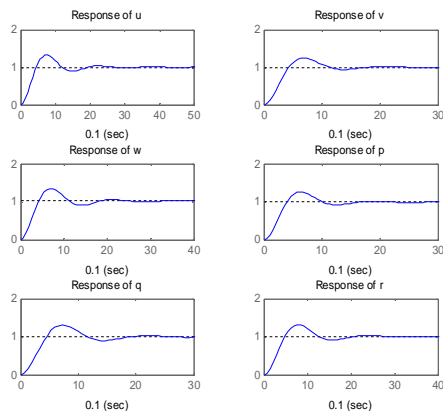 Response of u
2
1
0
0 10 20 30 40 50
0.1 (sec)
Response of v
2
1
0
0 10 20 30
0.1 (sec)
Response of w
2
1
0
0 10 20 30 40
0.1 (sec)
Response of p
2
1
0
0 10 20 30
0.1 (sec)
Response of q
2
1
0
0 10 20 30
0.1 (sec)
Response of r
2
1
0
0 10 20 30 40
0.1 (sec)